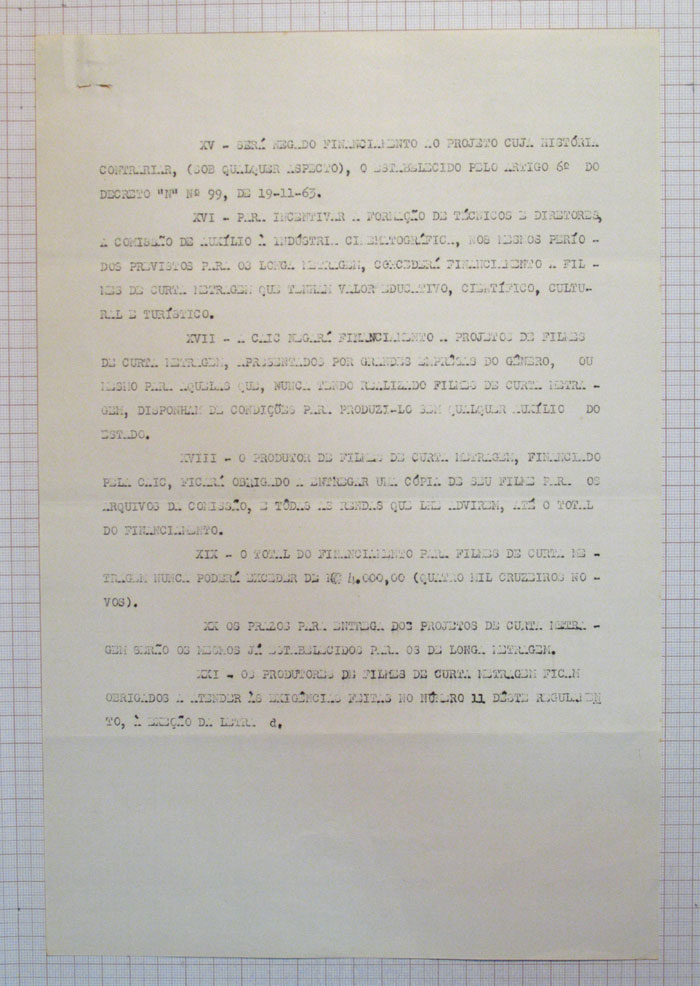 XV - SERÁ NEGADO FINANCIAMENTO AO PROJETO CUJA HISTÓRIA
CONTRARIAR, (SOB QUALQUER ASPECTO), O ESTABELECIDO PELO ARTIGO 6º DO
DECRETO "N" Nº 99, DE 19-11-63.
XVI - PARA INCENTIVAR A FORMAÇÃO DE TÉCNICOS E DIRETORES,
A COMISSÃO DE AUXÍLIO À INDÚSTRIA CINEMATOGRÁFICA, NOS MESMOS PERÍO -
DOS PREVISTOS PARA OS LONGA METRAGEM, CONCEDERÁ FINANCIAMENTO A FIL -
MES DE CURTA METRAGEM QUE TENHAM VALOR EDUCATIVO, CIENTÍFICO, CULTU-
RAL E TURÍSTICO.
XVII - A CAIC NEGARÁ FINANCIAMENTO A PROJETOS DE FILMES
DE CURTA METRAGEM, APRESENTADOS POR GRANDES EMPRÊSAS DO GÊNERO, OU
MESMO PARA AQUELAS QUE, NUNCA TENDO REALIZADO FILMES DE CURTA METRA -
GEM, DISPONHAM DE CONDIÇÕES PARA PRODUZI-LO SEM QUALQUER AUXÍLIO DO
ESTADO.
XVIII - O PRODUTOR DE FILMES DE CURTA METRAGEM, FINANCIADO
PELA CAIC, FICARÁ OBRIGADO A ENTREGAR UMA CÓPIA DE SEU FILME PARA OS
ARQUIVOS DA COMISSÃO, E TÔDAS AS RENDAS QUE LHE ADVIREM, ATÉ O TOTAL
DO FINANCIAMENTO.
XIX - O TOTAL DO FINANCIAMENTO PARA FILMES DE CURTA ME -
TRAGEM NUNCA PODERÁ EXCEDER DE 4.000,00 (QUATRO MIL CRUZEIROS NO -
VOS).
XX OS PRAZOS PARA ENTREGA DOS PROJETOS DE CURTA METRA -
GEM SERÃO OS MESMOS JÁ ESTABELECIDOS PARA OS DE LONGA METRAGEM.
XXI - OS PRODUTORES DE FILMES DE CURTA METRAGEM FICAM
OBRIGADOS A ATENDER ÀS EXIGÊNCIAS FEITAS NO NÚMERO 11 DÊSTE REGULAMEN
TO, À EXEÇÃO DA LETRA d.